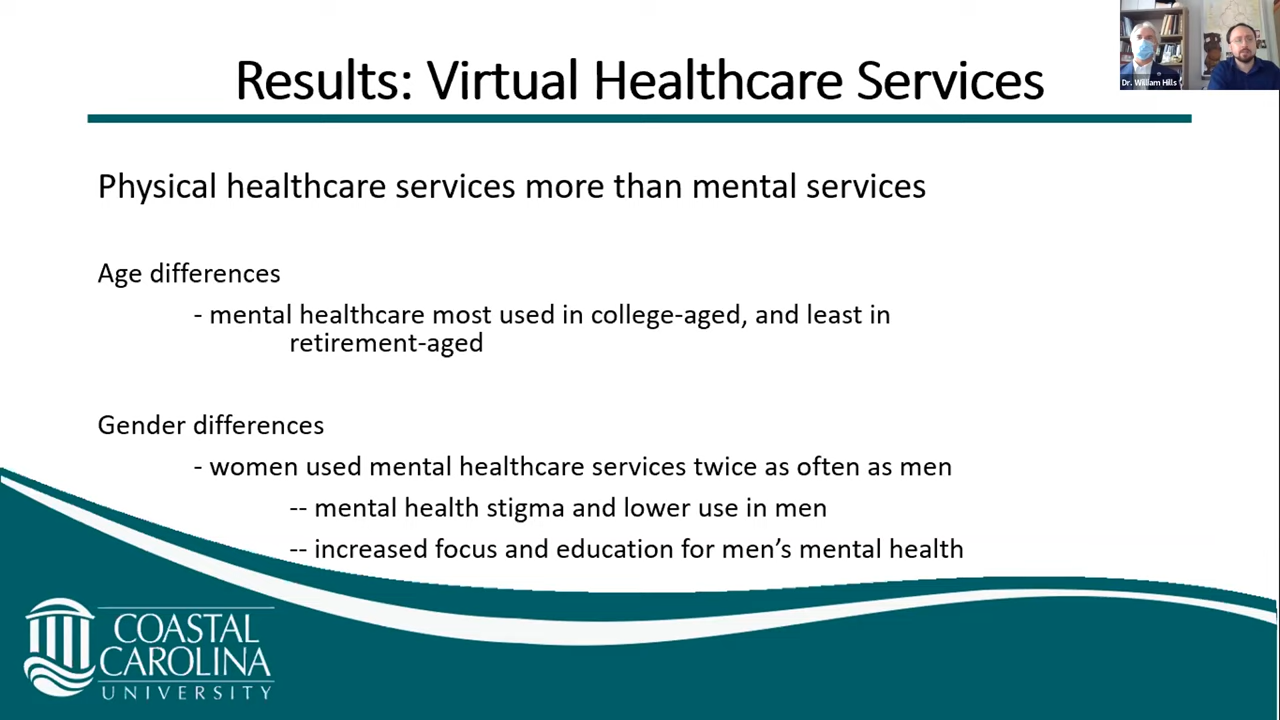 Results: Virtual Healthcare Services
Dr. William Hills
Physical healthcare services more than mental services
Age differences
- mental healthcare most used in college-aged, and least in
retirement-aged
Gender differences
- women used mental healthcare services twice as often as men
-- mental health stigma and lower use in men
-- increased focus and education for men’s mental health
COASTAL
CAROLINA
UNIVERSITY